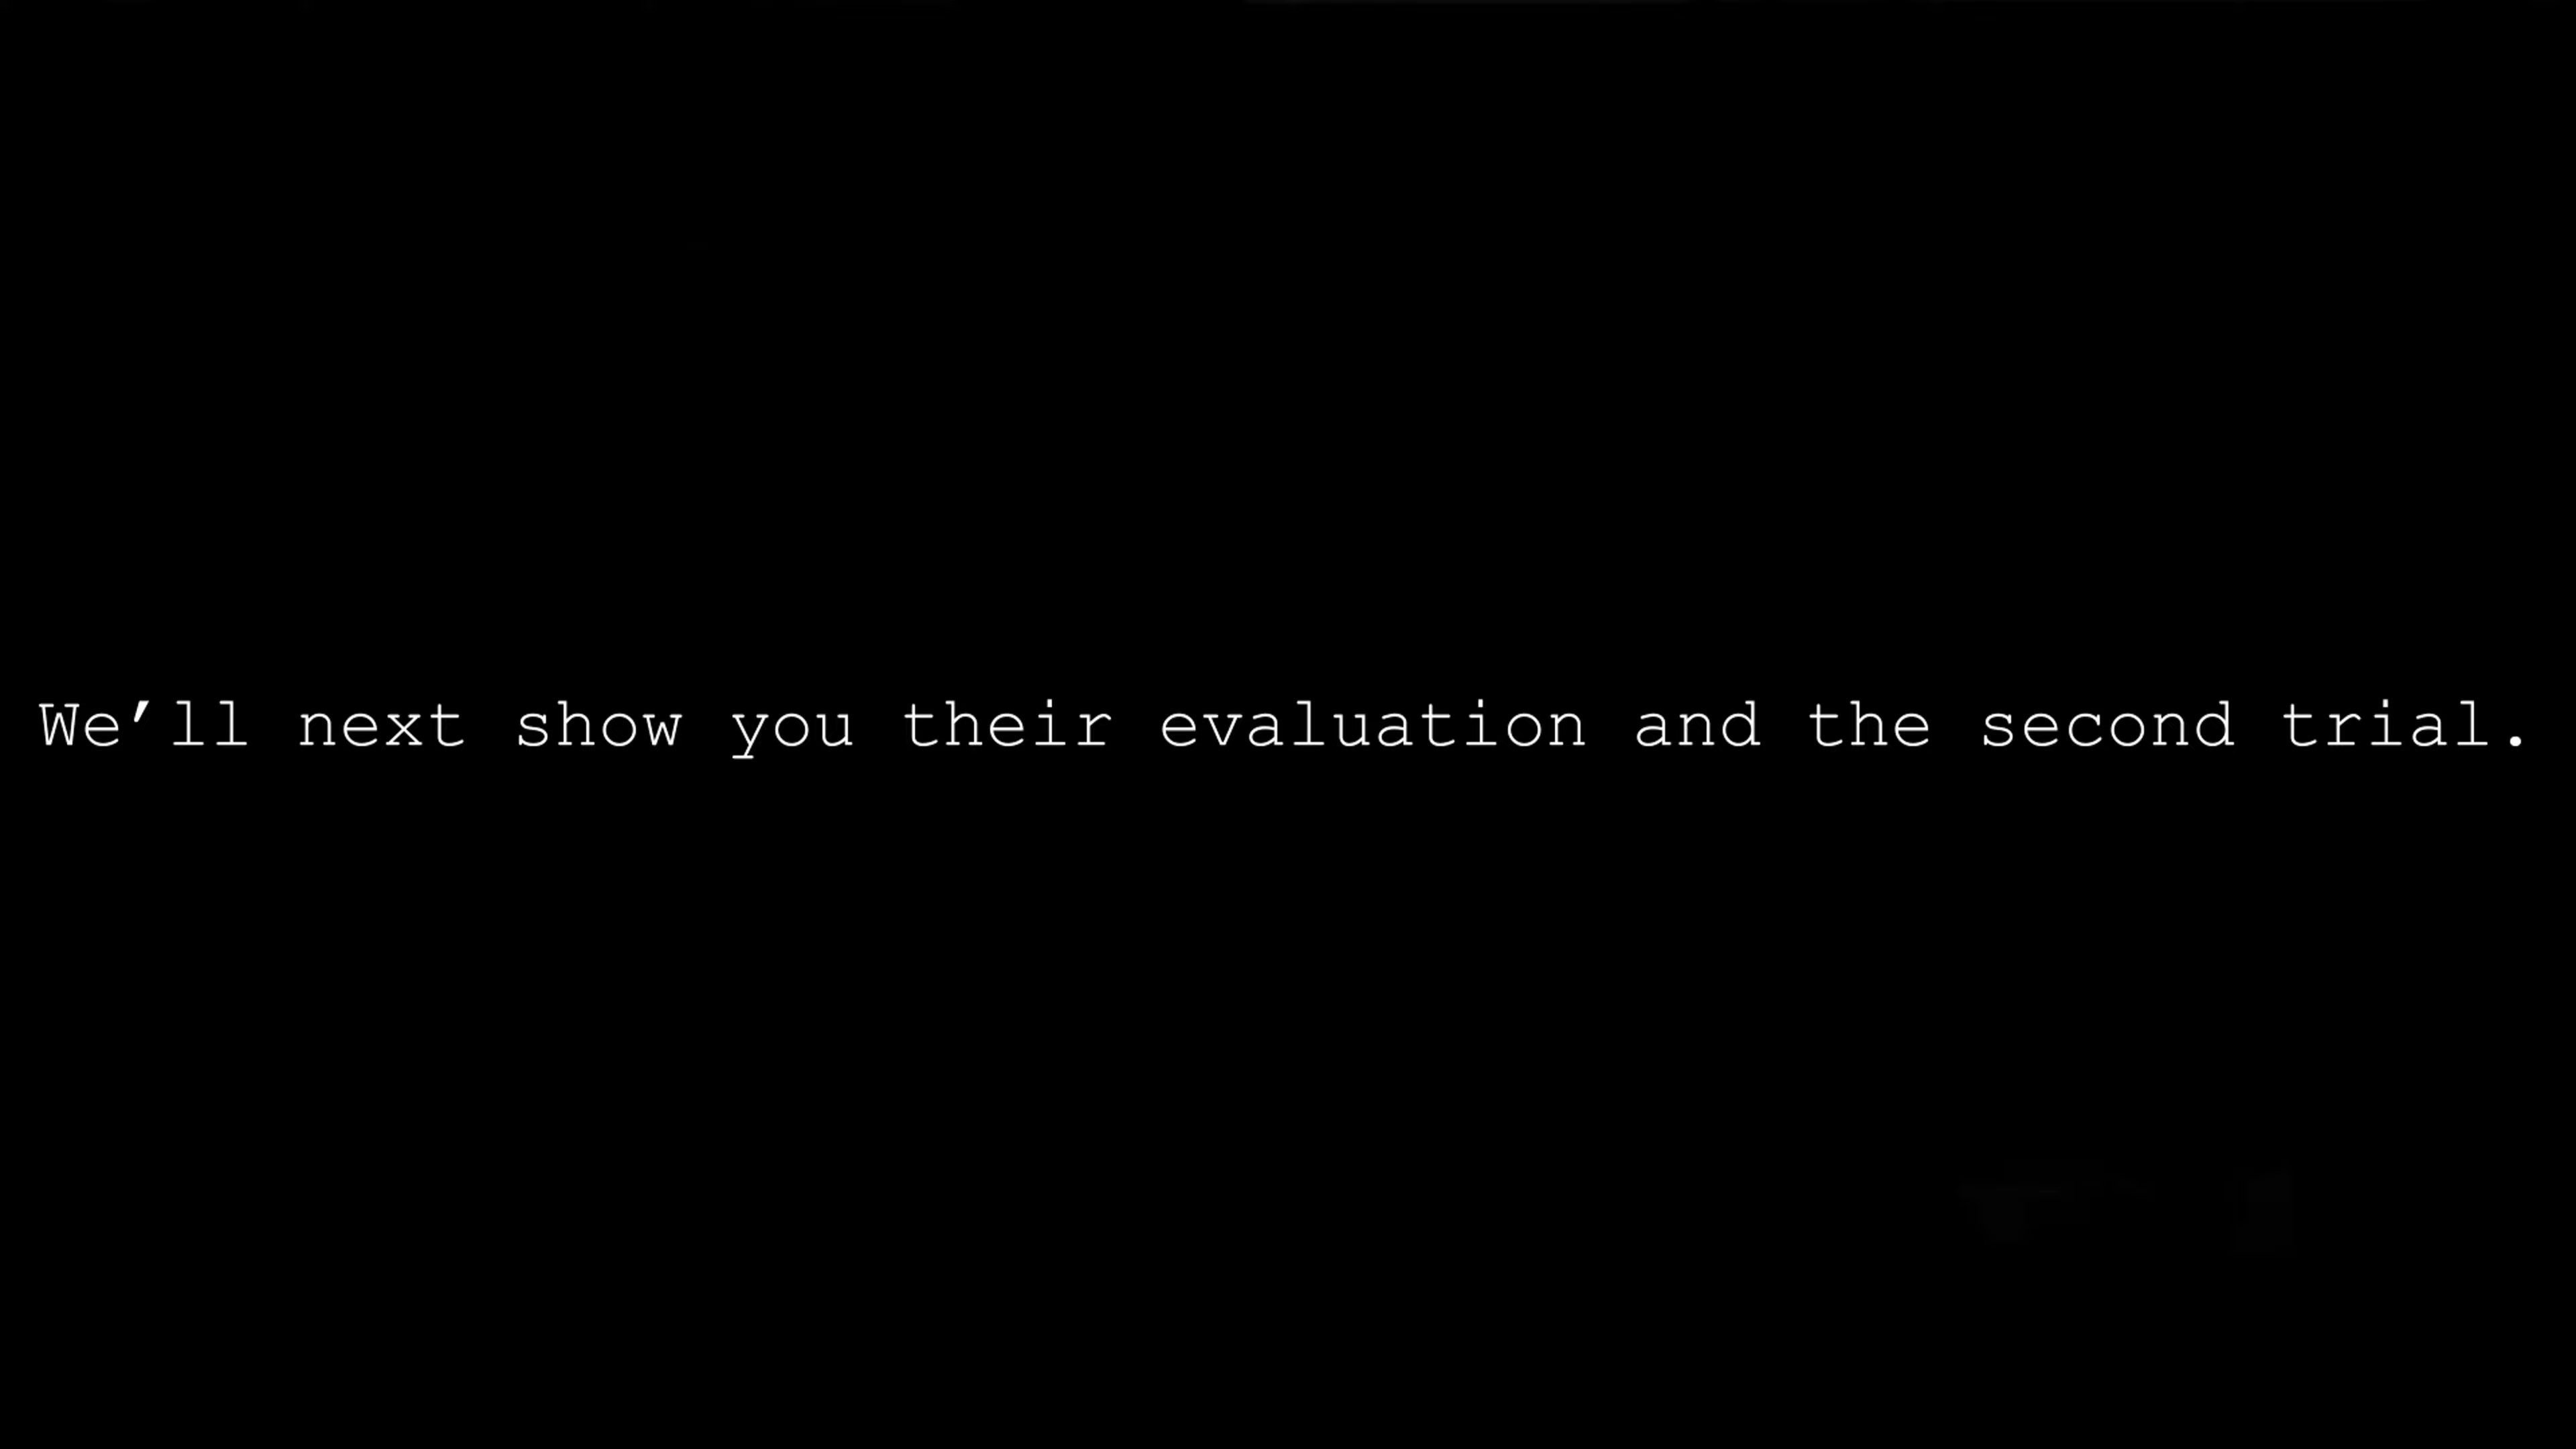 We’ll next show you their evaluation and the second trial.